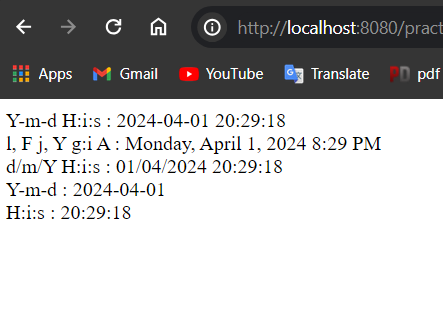 http://localhost:8080/pract
Apps Gmail YouTube Translate pdf
Y-m-d H:i:s : 2024-04-01 20:29:18
l, F j, Y g:i A : Monday, April 1, 2024 8:29 PM
d/m/Y H:i:s : 01/04/2024 20:29:18
Y-m-d : 2024-04-01
H:i:s : 20:29:18